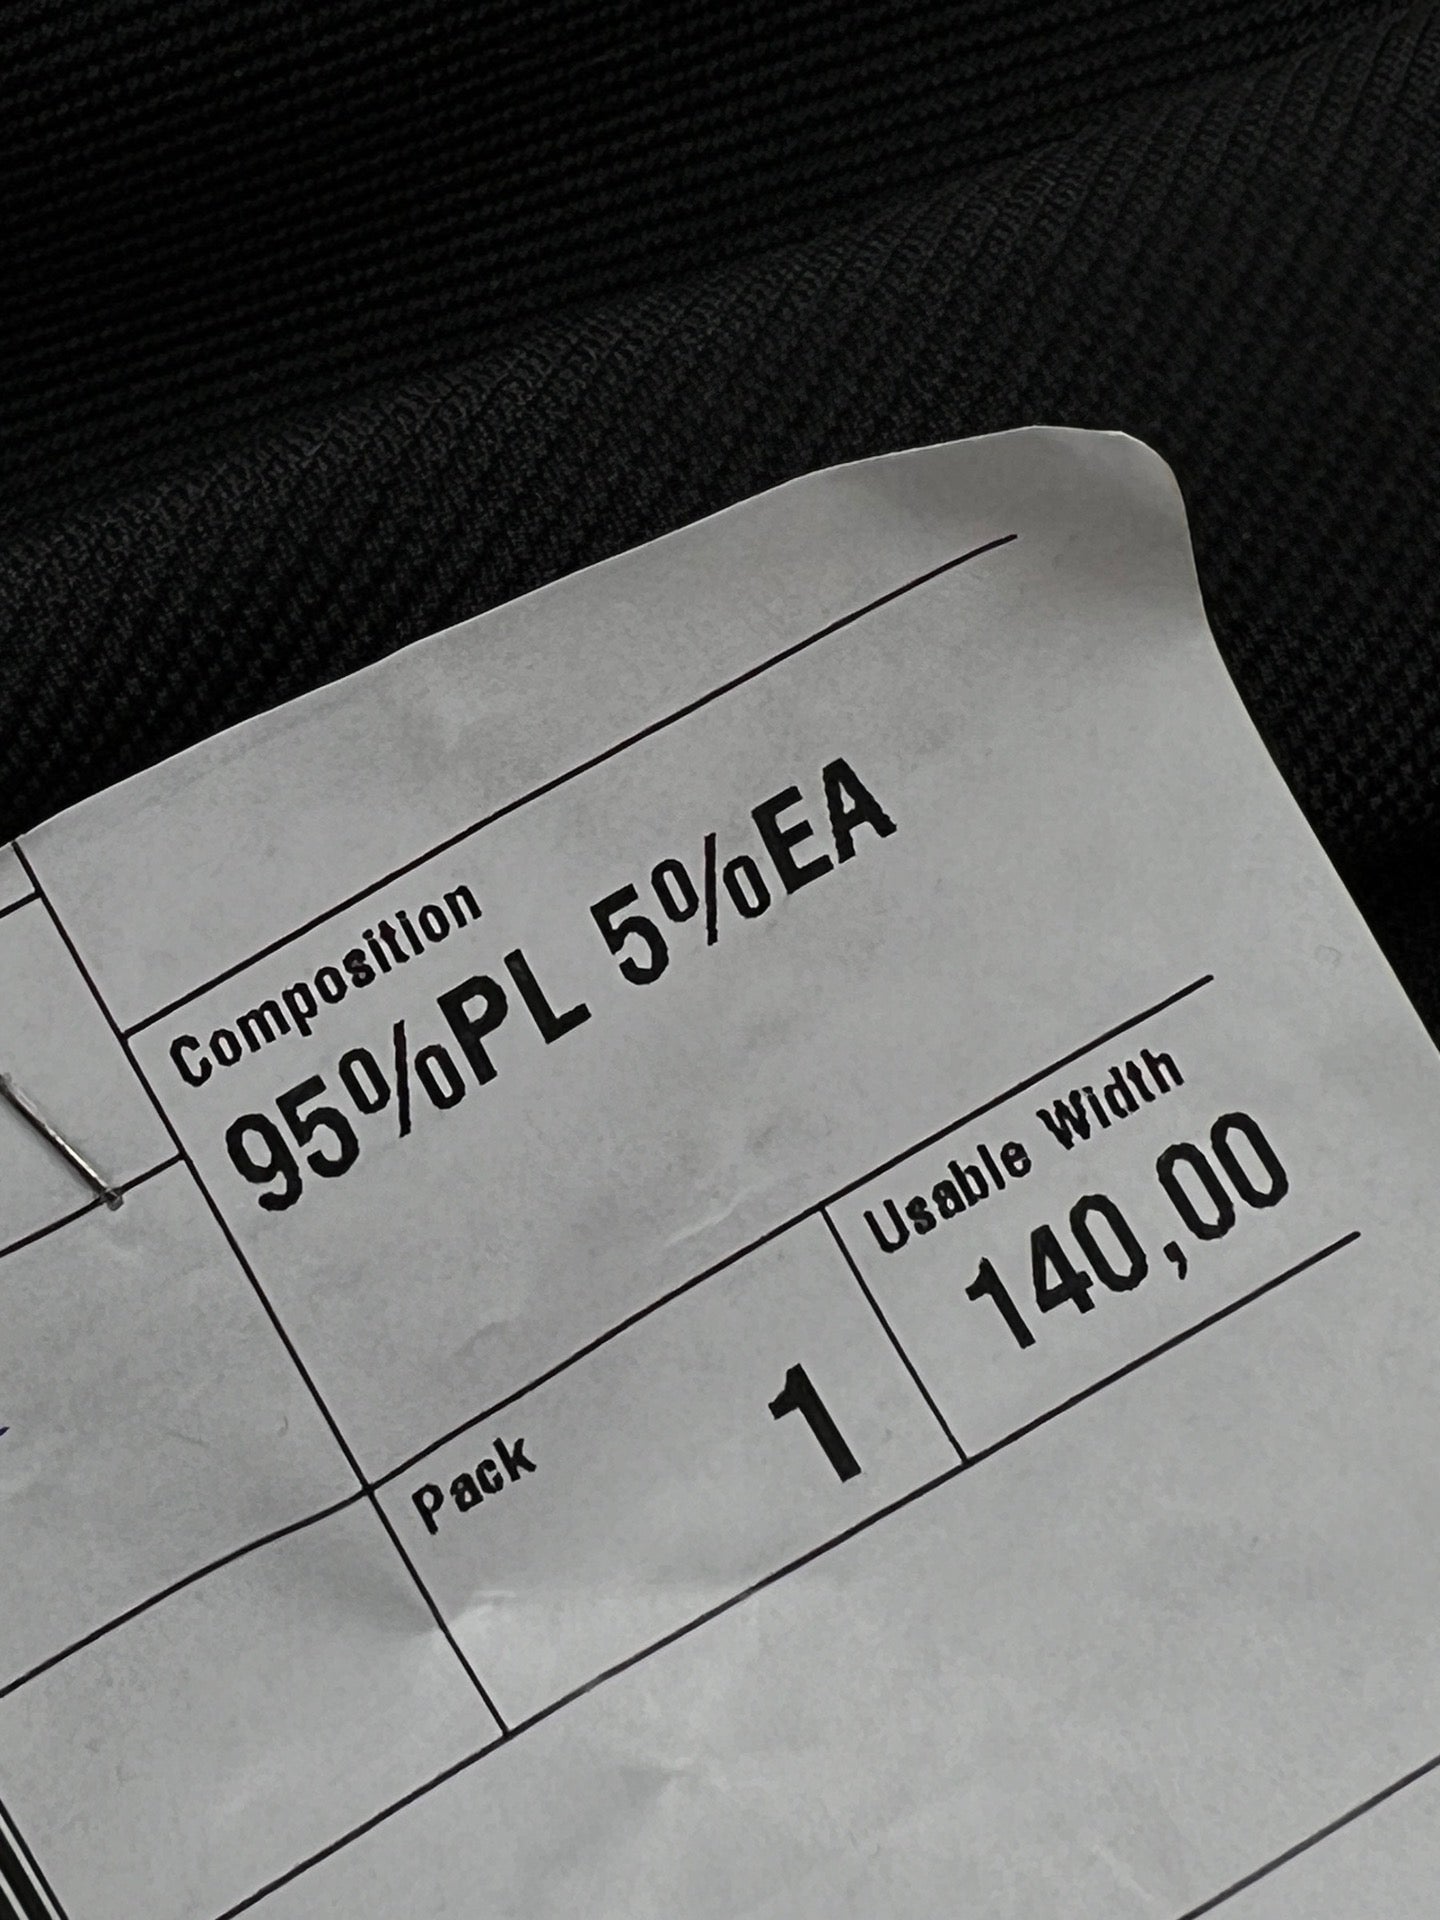 Composition
95%PL 5%EA
Usable Width
140,00
Pack
1